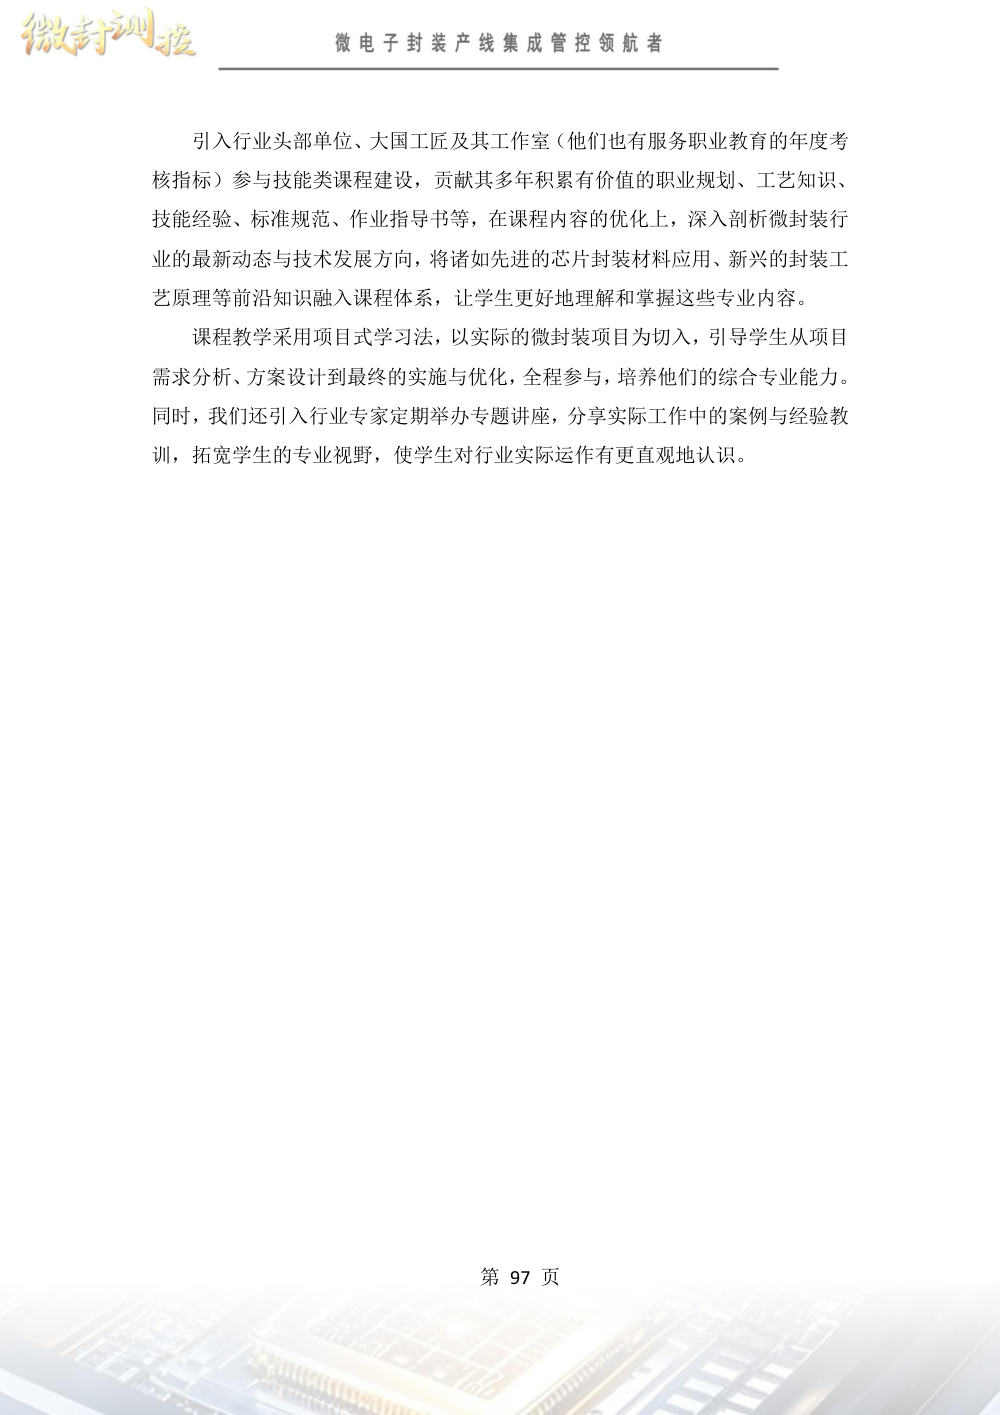 微封测控
微电子封装产线集成管控领航者
引入行业头部单位、大国工匠及其工作室（他们也有服务职业教育的年度考
核指标）参与技能类课程建设，贡献其多年积累有价值的职业规划、工艺知识、
技能经验、标准规范、作业指导书等，在课程内容的优化上，深入剖析微封装行
业的最新动态与技术发展方向，将诸如先进的芯片封装材料应用、新兴的封装工
艺原理等前沿知识融入课程体系，让学生更好地理解和掌握这些专业内容。
课程教学采用项目式学习法，以实际的微封装项目为切入，引导学生从项目
需求分析、方案设计到最终的实施与优化，全程参与，培养他们的综合专业能力。
同时，我们还引入行业专家定期举办专题讲座，分享实际工作中的案例与经验教
训，拓宽学生的专业视野，使学生对行业实际运作有更直观地认识。
第 97 页